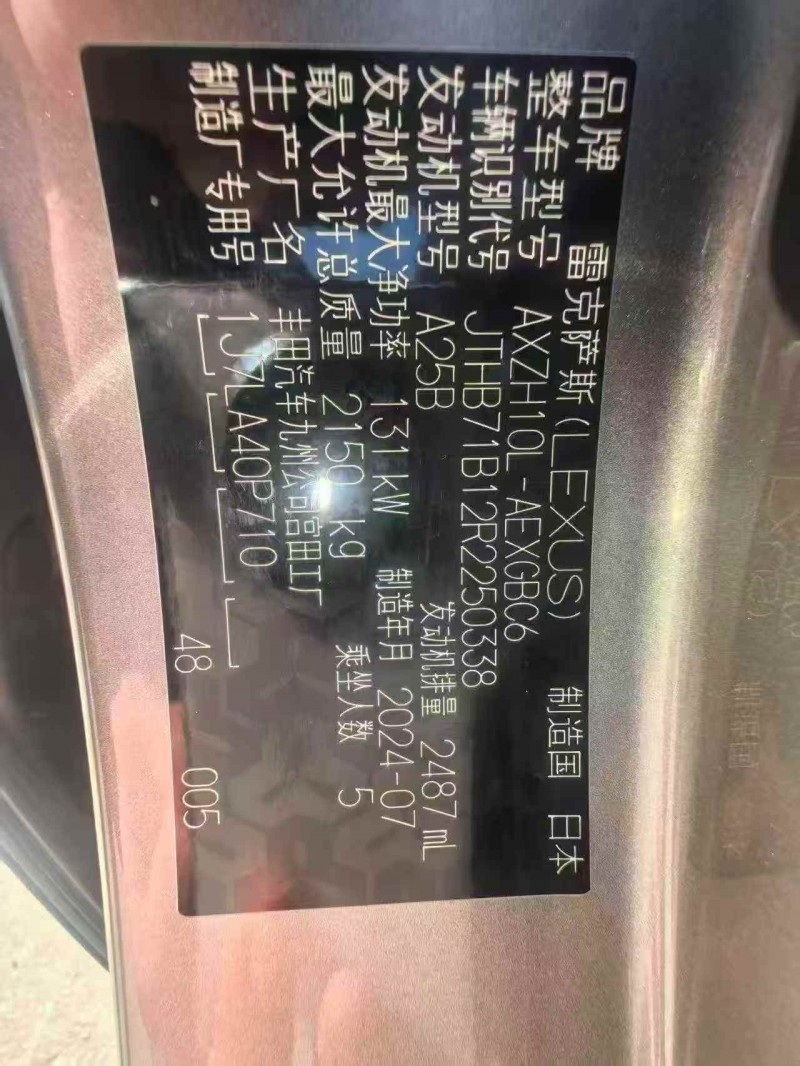 品牌 雷克萨斯(LEXUS) 制造国 日本
整车型号 AXZH10L-AEXGBC6
车辆识别代号 JTHB71B12R2250338
发动机型号 A25B 发动机排量 2487 mL
发动机最大净功率 131 kW 制造年月 2024-07
最大允许总质量 2150 kg 乘坐人数 5
生产厂名 丰田汽车九州公司宫田工厂
制造厂专用号 1J7LA40P710 48 005